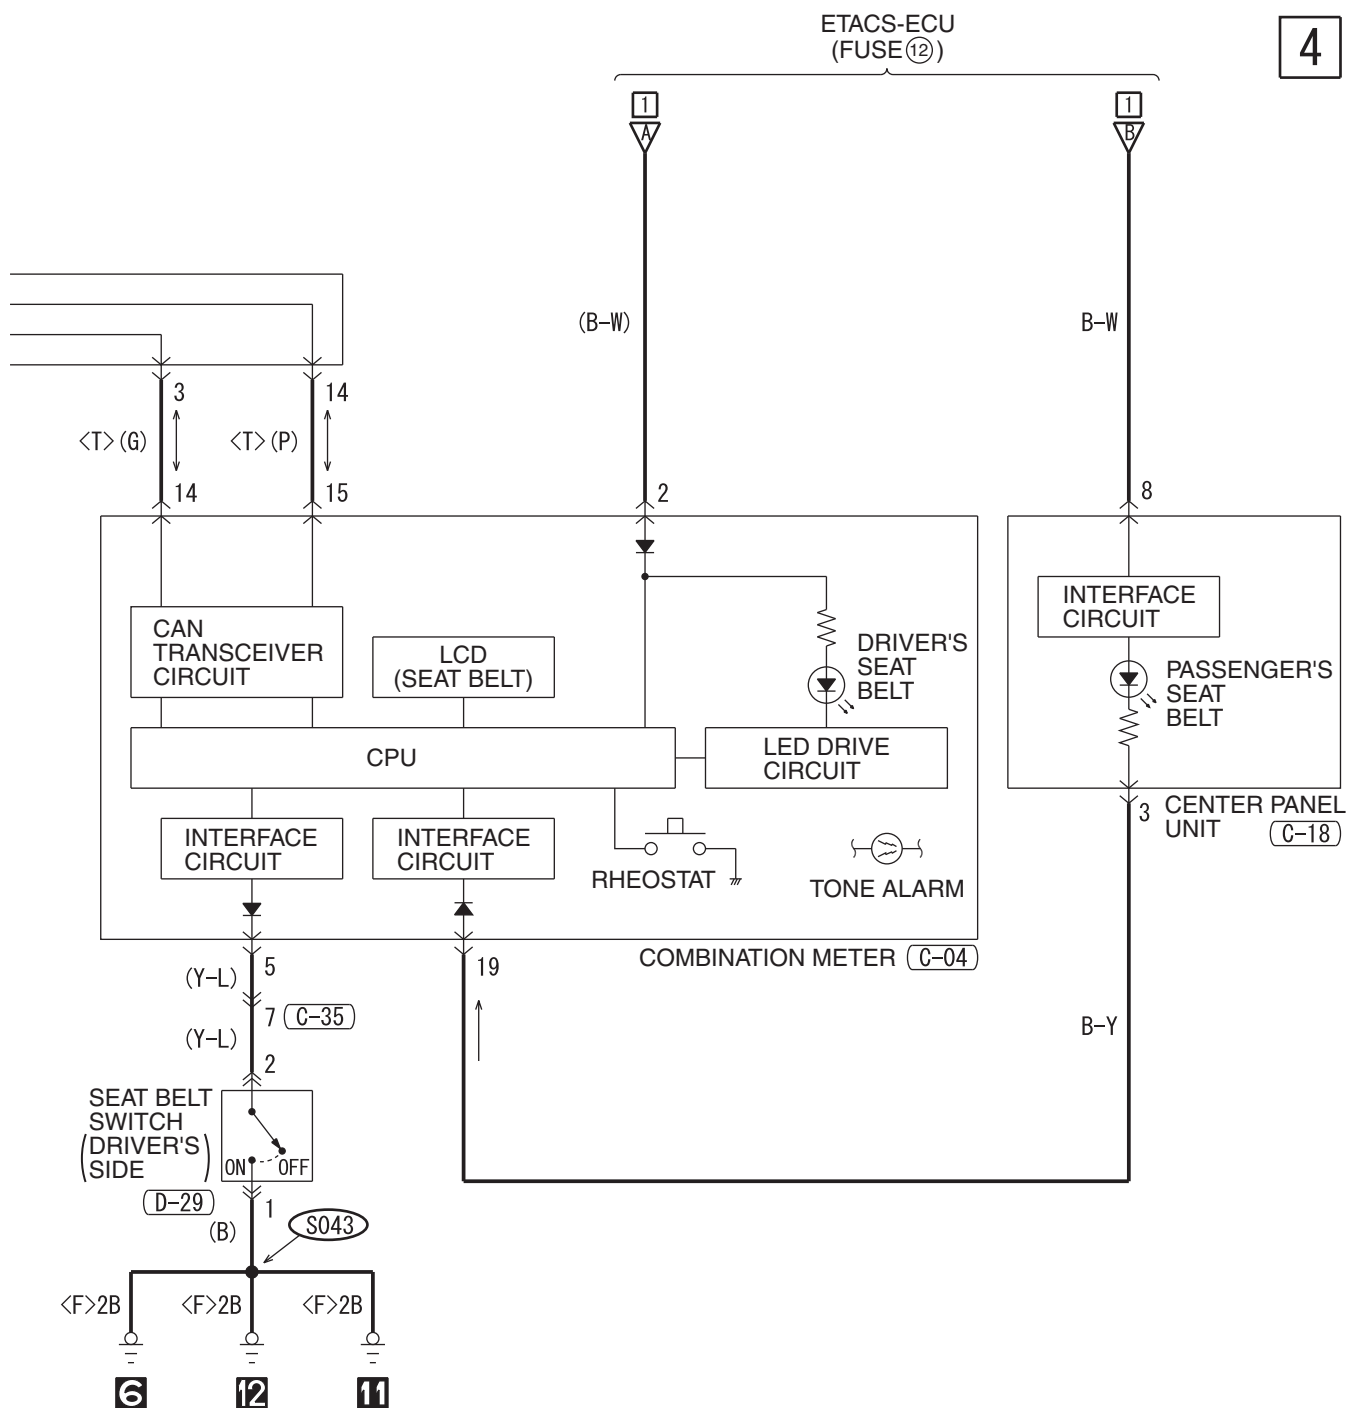 ETACS-ECU
(FUSE⑫)
4
1
1
A
B
(B-W)
B-W
3
14
<T>(G)
<T>(P)
14
15
2
8
CAN
TRANSCEIVER
CIRCUIT
LCD
(SEAT BELT)
DRIVER'S
SEAT
BELT
INTERFACE
CIRCUIT
PASSENGER'S
SEAT
BELT
CPU
LED DRIVE
CIRCUIT
INTERFACE
CIRCUIT
INTERFACE
CIRCUIT
RHEOSTAT
TONE ALARM
3
CENTER PANEL
UNIT
C-18
COMBINATION METER
C-04
(Y-L)
5
19
7
C-35
(Y-L)
2
B-Y
SEAT BELT
SWITCH
(DRIVER'S
SIDE)
ON
OFF
D-29
1
(B)
S043
<F>2B
<F>2B
<F>2B
6
12
11